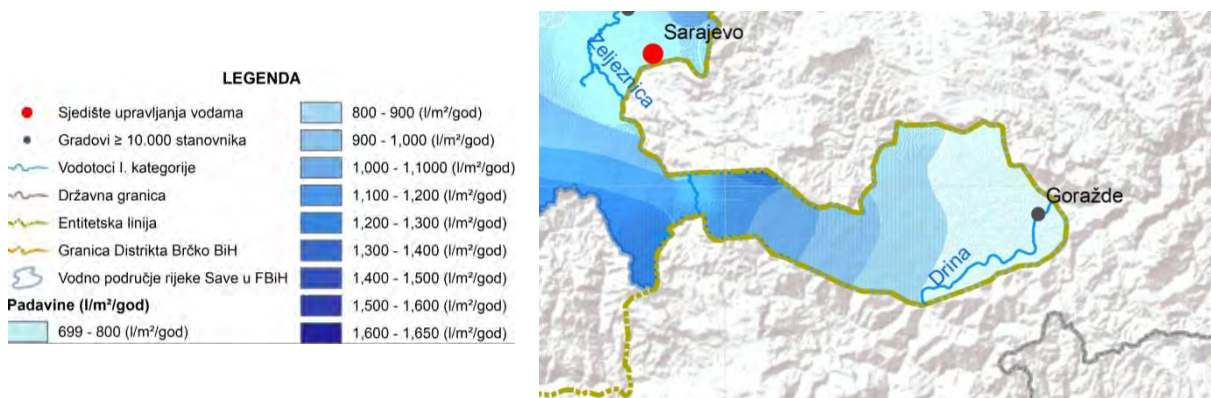 LEGENDA
Sjedište upravljanja vodama
Gradovi ≥ 10.000 stanovnika
Vodotoci I. kategorije
Državna granica
Entitetska linija
Granica Distrikta Brčko BiH
Vodno područje rijeke Save u FBiH
Padavine (l/m²/god)
699 - 800 (l/m²/god)
800 - 900 (l/m²/god)
900 - 1,000 (l/m²/god)
1,000 - 1,1000 (l/m²/god)
1,100 - 1,200 (l/m²/god)
1,200 - 1,300 (l/m²/god)
1,300 - 1,400 (l/m²/god)
1,400 - 1,500 (l/m²/god)
1,500 - 1,600 (l/m²/god)
1,600 - 1,650 (l/m²/god)
Sarajevo
Željeznica
Goražde
Drina